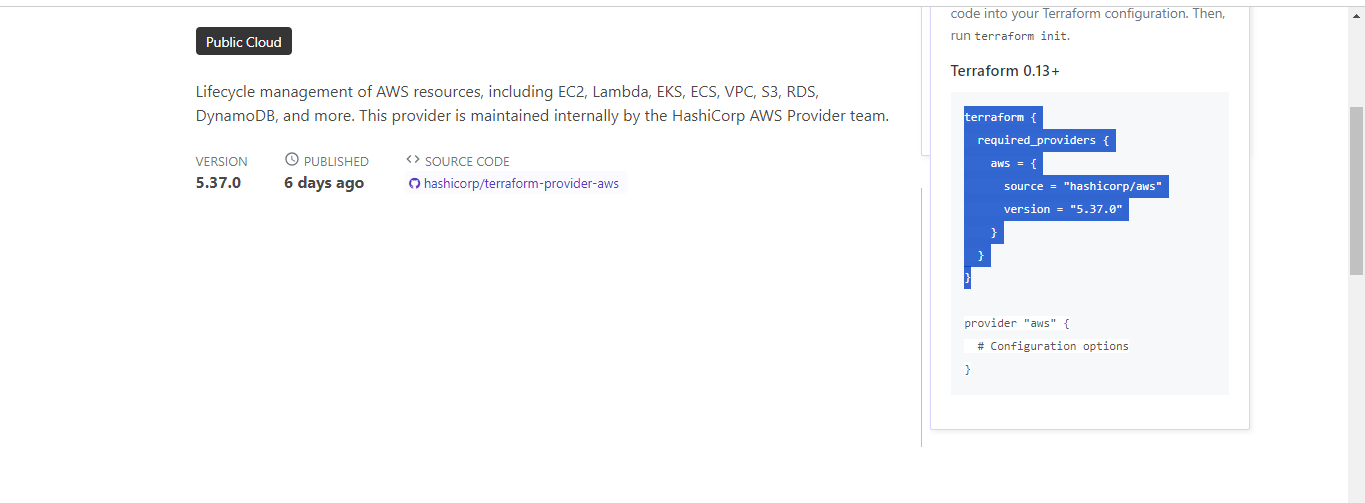 Public Cloud
Lifecycle management of AWS resources, including EC2, Lambda, EKS, ECS, VPC, S3, RDS,
DynamoDB, and more. This provider is maintained internally by the HashiCorp AWS Provider team.
VERSION
5.37.0
PUBLISHED
6 days ago
SOURCE CODE
hashicorp/terraform-provider-aws
code into your Terraform configuration. Then,
run terraform init.
Terraform 0.13+
terraform {
  required_providers {
    aws = {
      source = "hashicorp/aws"
      version = "5.37.0"
    }
  }
}
provider "aws" {
  # Configuration options
}